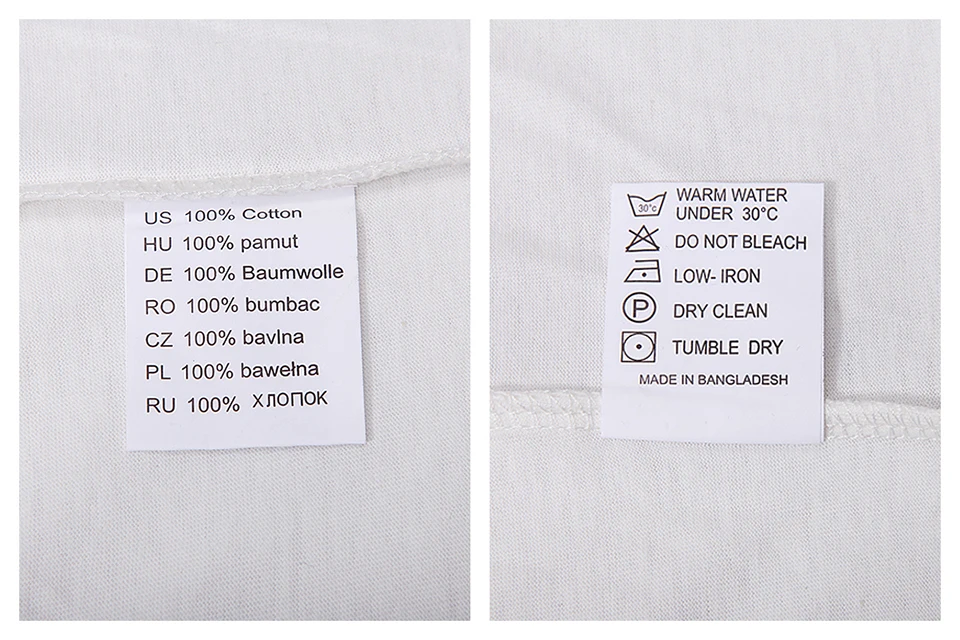 US 100% Cotton
HU 100% pamut
DE 100% Baumwolle
RO 100% bumbac
CZ 100% bavlna
PL 100% bawełna
RU 100% хлопок
30°c WARM WATER
UNDER 30°C
DO NOT BLEACH
LOW- IRON
P DRY CLEAN
TUMBLE DRY
MADE IN BANGLADESH